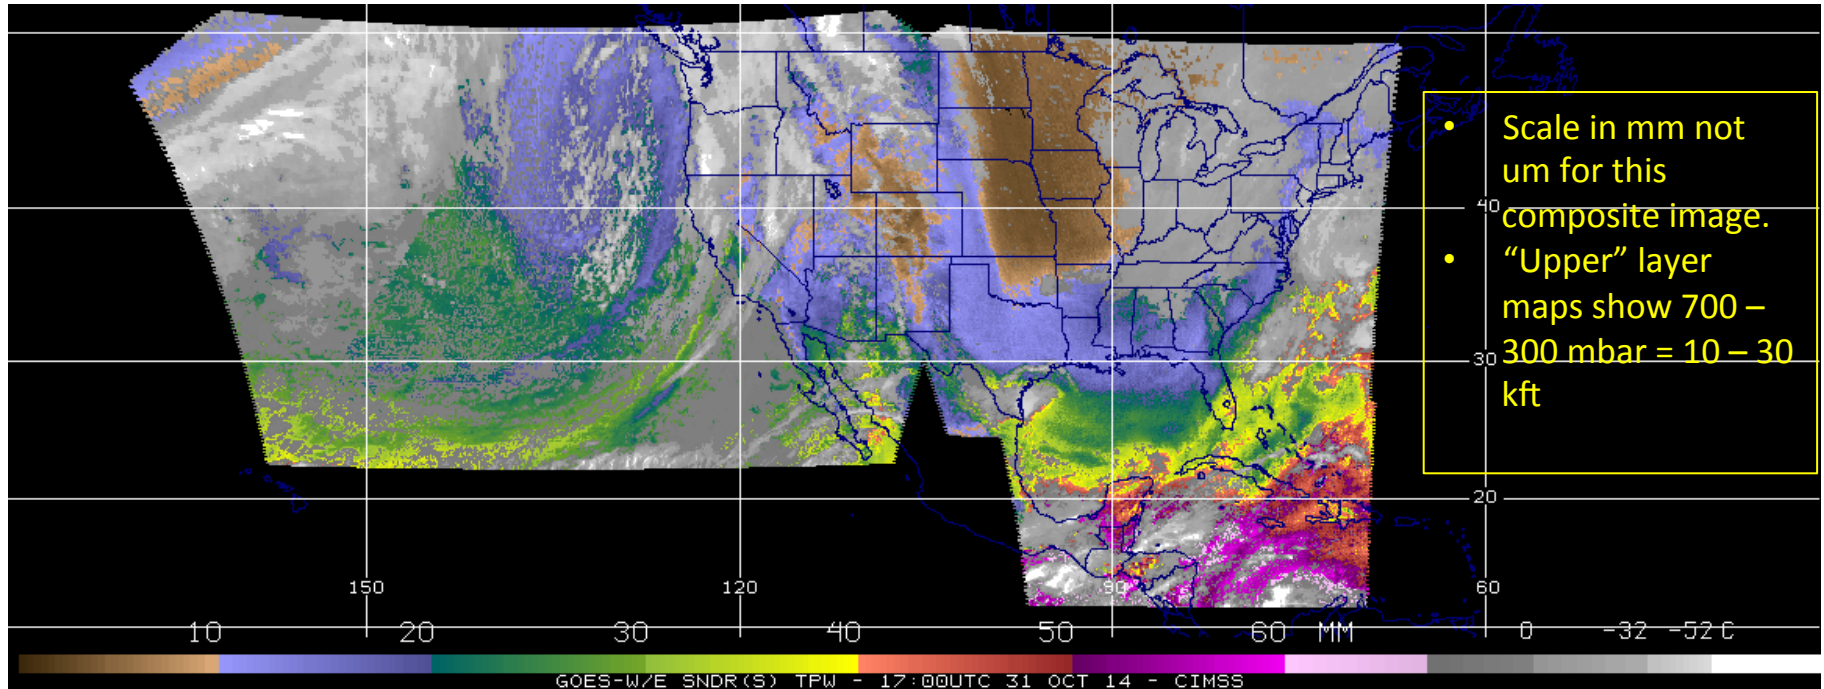 • Scale in mm not
um for this
composite image.
• “Upper” layer
maps show 700 –
300 mbar = 10 – 30
kft
40
30
20
150 120 90 60
10 20 30 40 50 60 MM 0 -32 -52 C
GOES-W/E SNDR(S) TPW - 17:00UTC 31 OCT 14 - CIMSS